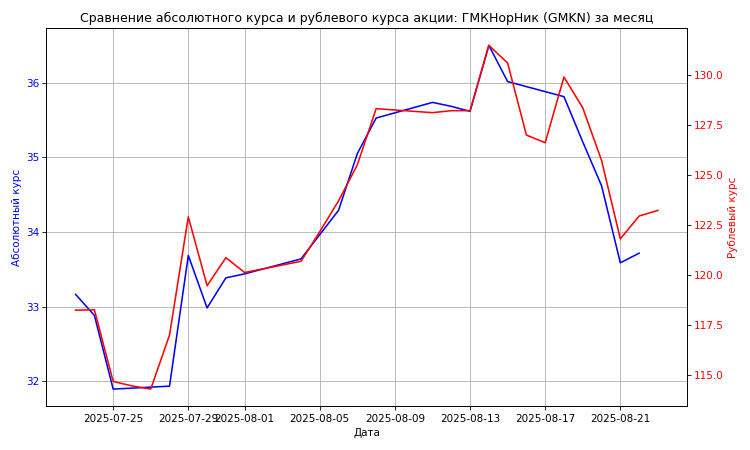 Сравнение абсолютного курса и рублевого курса акции: ГМКНорНик (GMKN) за месяц
Абсолютный курс
36
35
34
33
32
130.0
127.5
125.0
122.5
120.0
117.5
115.0
Рублевый курс
2025-07-25 2025-07-29 2025-08-01 2025-08-05 2025-08-09 2025-08-13 2025-08-17 2025-08-21
Дата